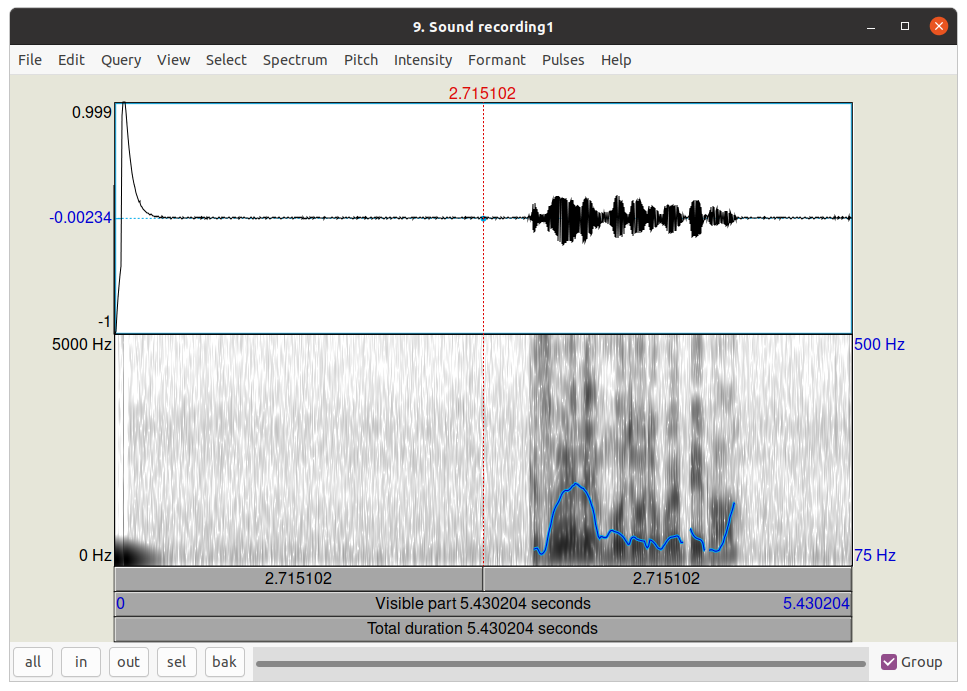 9. Sound recording1
File Edit Query View Select Spectrum Pitch Intensity Formant Pulses Help
2.715102
0.999
-0.00234
-1
5000 Hz 500 Hz
0 Hz 75 Hz
2.715102 2.715102
0 Visible part 5.430204 seconds 5.430204
Total duration 5.430204 seconds
all in out sel bak Group